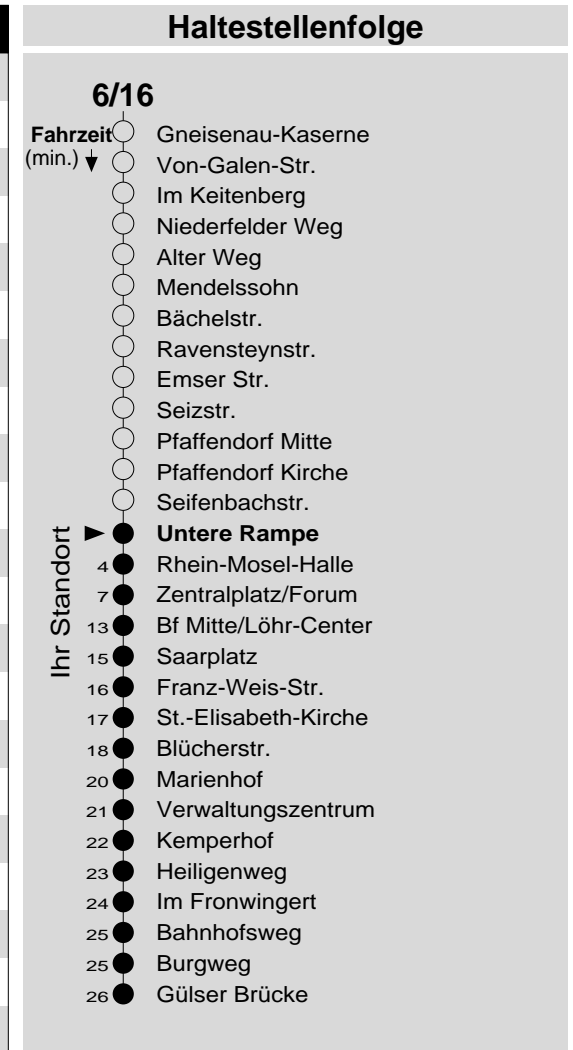 Haltestellenfolge
6/16
Fahrzeit
(min.)
Gneisenau-Kaserne
Von-Galen-Str.
Im Keitenberg
Niederfelder Weg
Alter Weg
Mendelssohn
Bächelstr.
Ravensteynstr.
Emser Str.
Seizstr.
Pfaffendorf Mitte
Pfaffendorf Kirche
Seifenbachstr.
Ihr Standort
Untere Rampe
4 Rhein-Mosel-Halle
7 Zentralplatz/Forum
13 Bf Mitte/Löhr-Center
15 Saarplatz
16 Franz-Weis-Str.
17 St.-Elisabeth-Kirche
18 Blücherstr.
20 Marienhof
21 Verwaltungszentrum
22 Kemperhof
23 Heiligenweg
24 Im Fronwingert
25 Bahnhofsweg
25 Burgweg
26 Gülser Brücke